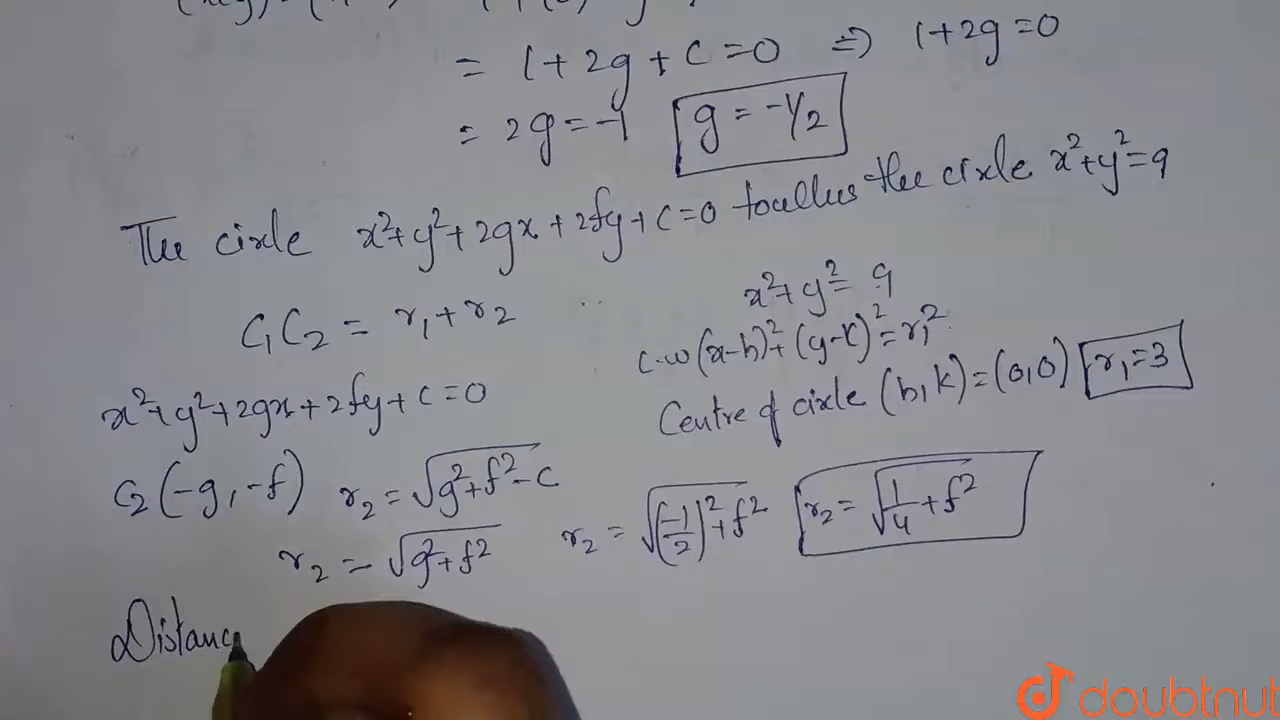 = 1+2g+c=0 ⇒ 1+2g=0
= 2g=-1 g = -1/2
The circle x²+y²+2gx+2fy+c=0 touches the circle x²+y²=9
C₁C₂ = r₁+r₂
x²+y²= 9
c.w (x-h)²+(y-k)²=r₁²
x²+y²+2gx+2fy+c=0
Centre of circle (h,k)=(0,0) r₁=3
C₂(-g,-f) r₂=√g²+f²-c
r₂ = √g²+f² r₂ = √(-1/2)²+f² r₂ = √1/4+f²
Distanc
doubtnut